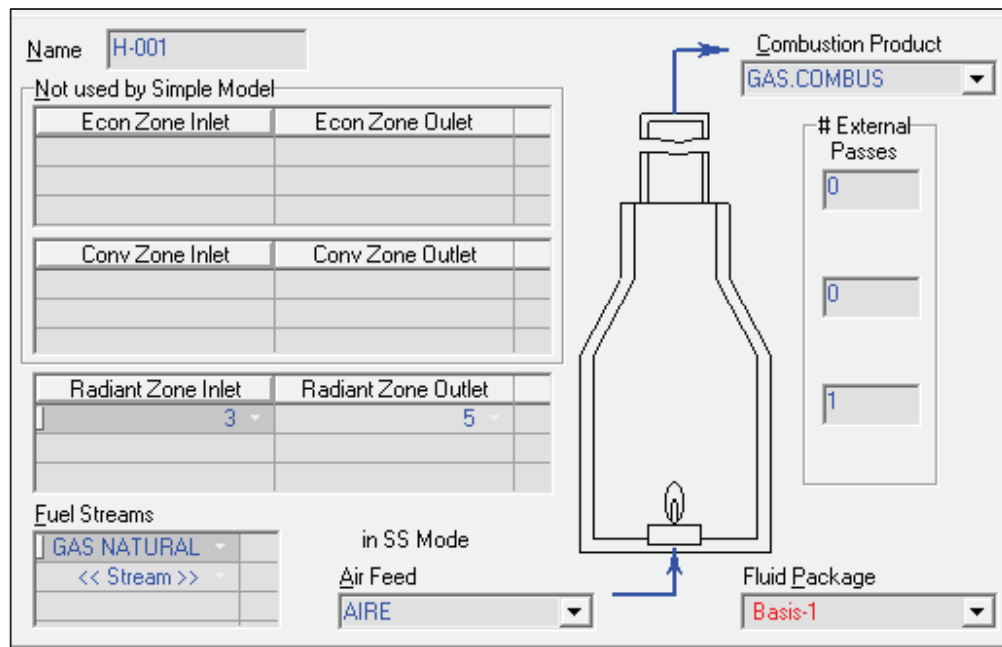 Name H-001
Combustion Product
GAS.COMBUS
Not used by Simple Model
Econ Zone Inlet Econ Zone Oulet
# External
Passes
0
Conv Zone Inlet Conv Zone Outlet
0
Radiant Zone Inlet Radiant Zone Outlet
3 5
1
Fuel Streams
GAS NATURAL
<< Stream >>
in SS Mode
Air Feed
AIRE
Fluid Package
Basis-1